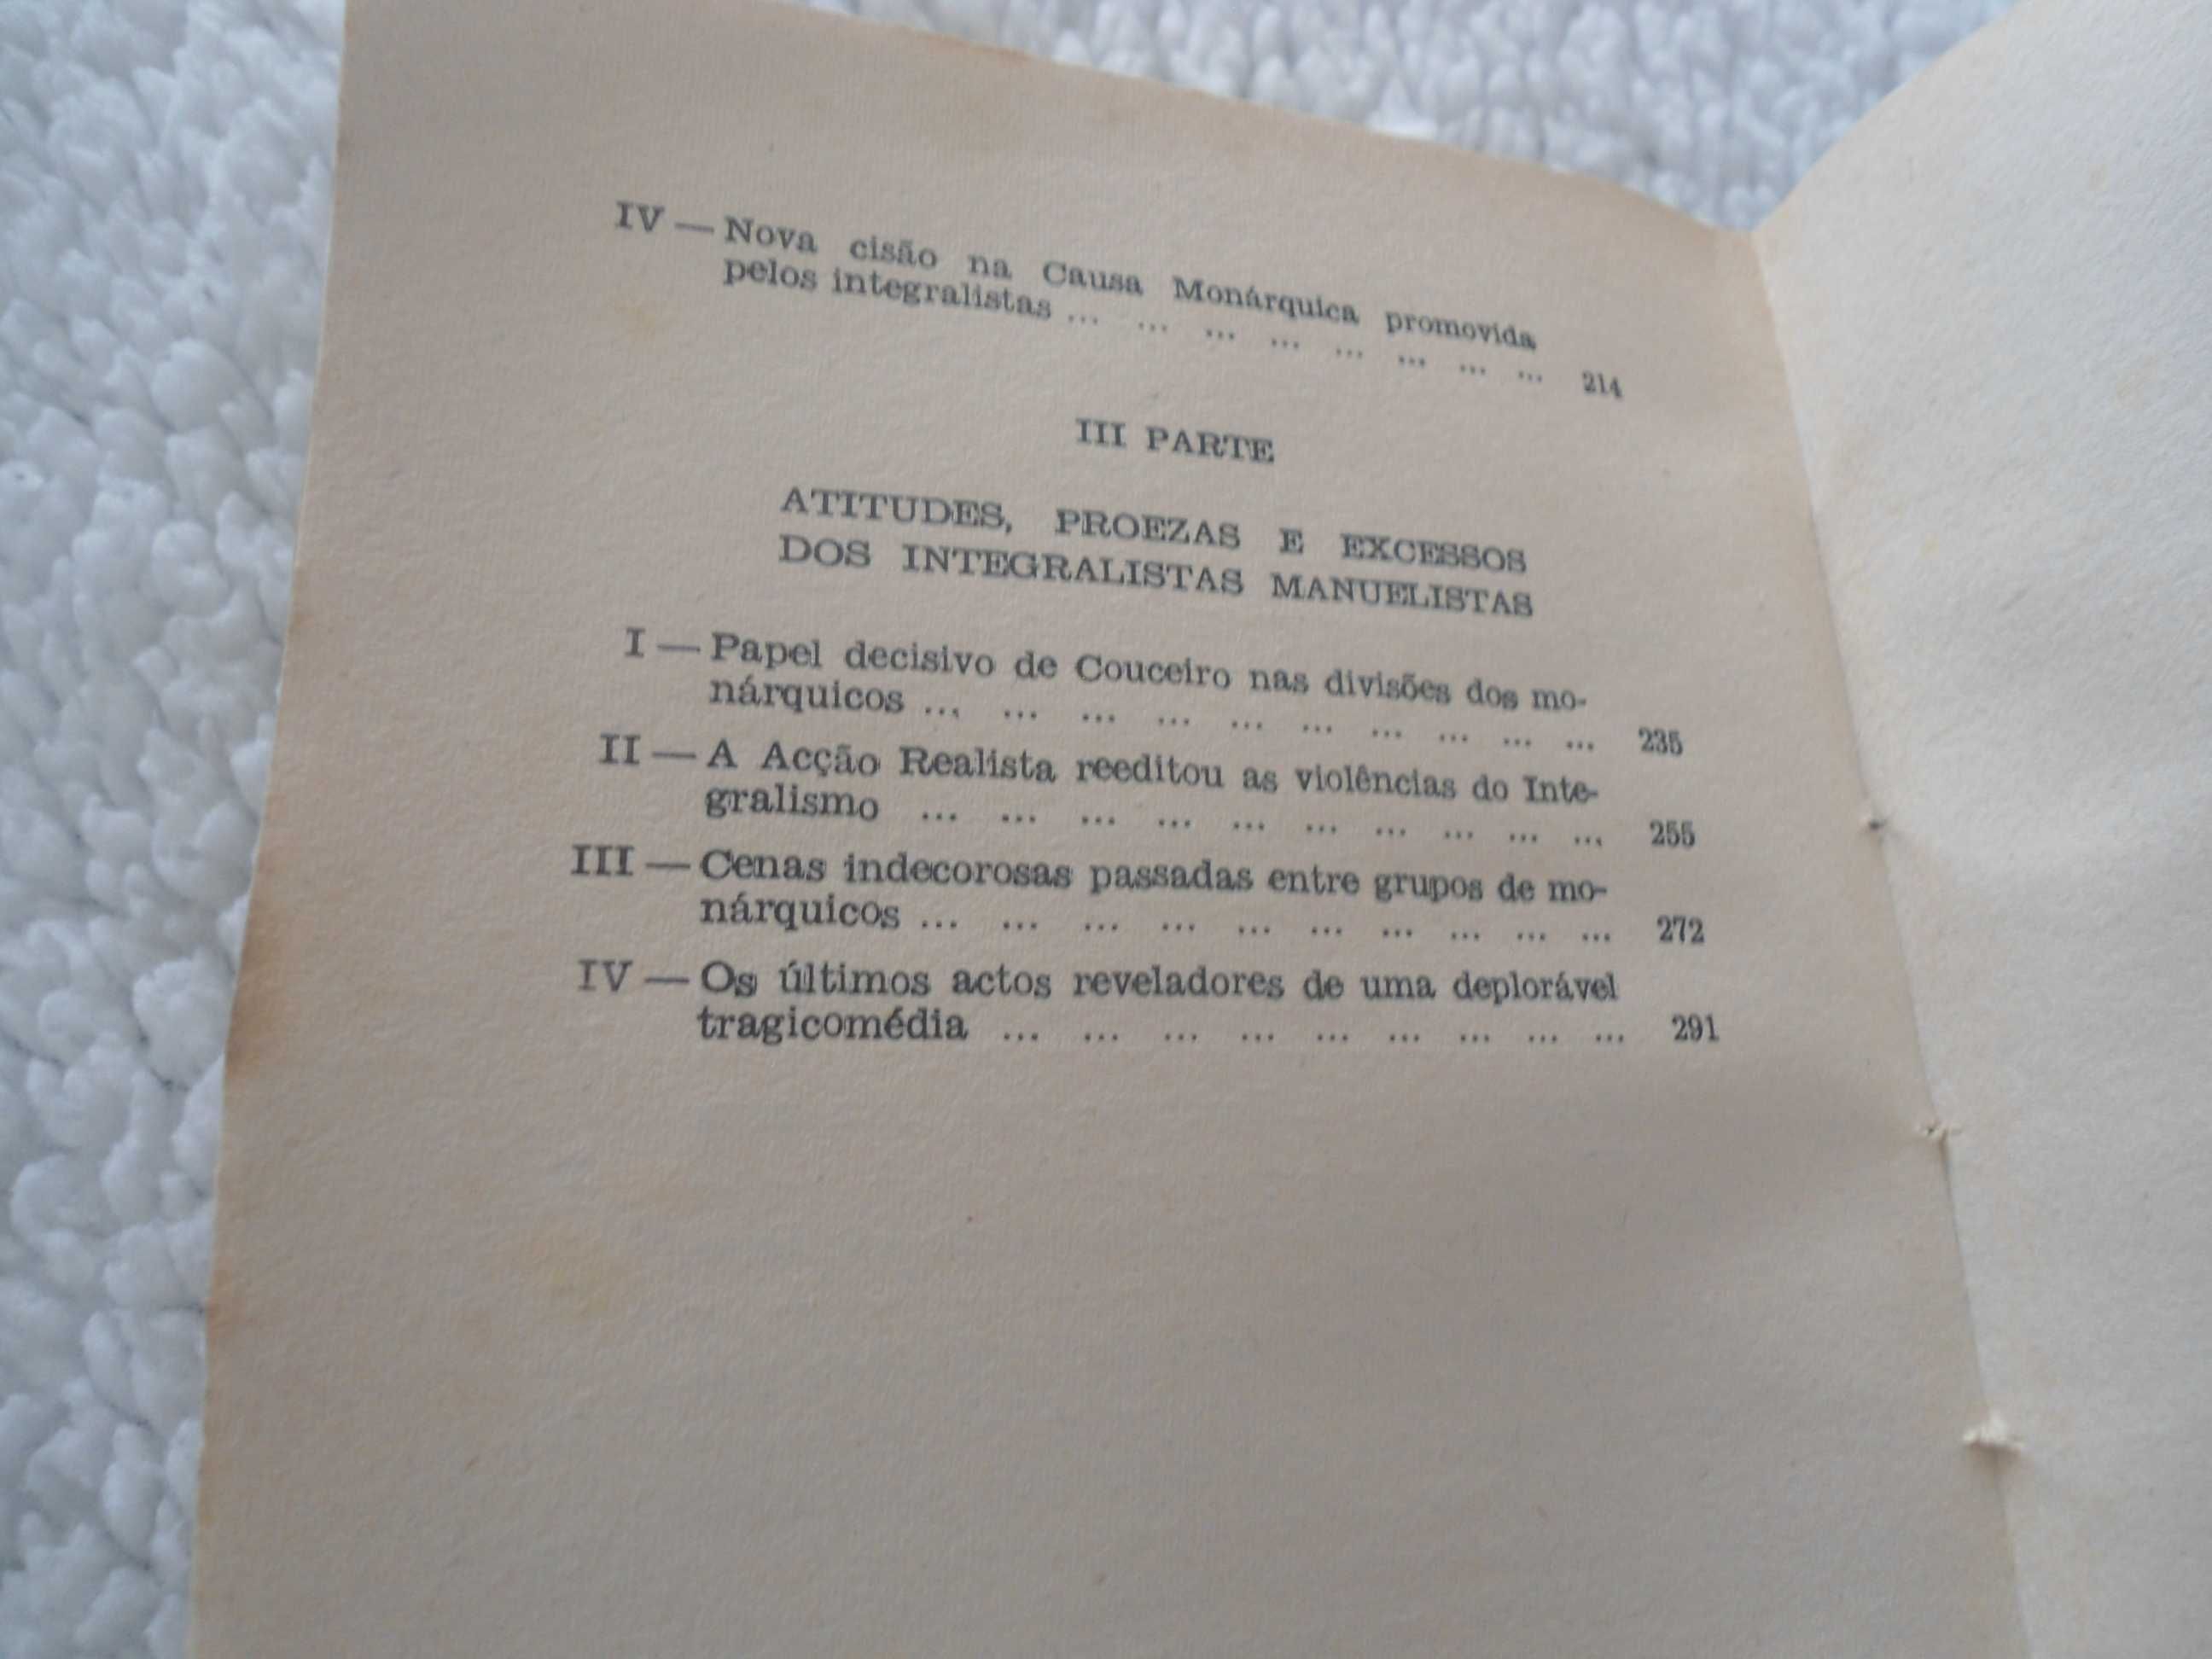 IV — Nova cisão na Causa Monárquica promovida
pelos integralistas ... ... ... ... ... ... ... ... 214
III PARTE
ATITUDES, PROEZAS E EXCESSOS
DOS INTEGRALISTAS MANUELISTAS
I — Papel decisivo de Couceiro nas divisões dos mo-
nárquicos ... ... ... ... ... ... ... ... ... ... 235
II — A Acção Realista reeditou as violências do Inte-
gralismo ... ... ... ... ... ... ... ... ... ... 255
III — Cenas indecorosas passadas entre grupos de mo-
nárquicos ... ... ... ... ... ... ... ... ... ... 272
IV — Os últimos actos reveladores de uma deplorável
tragicomédia ... ... ... ... ... ... ... ... ... 291